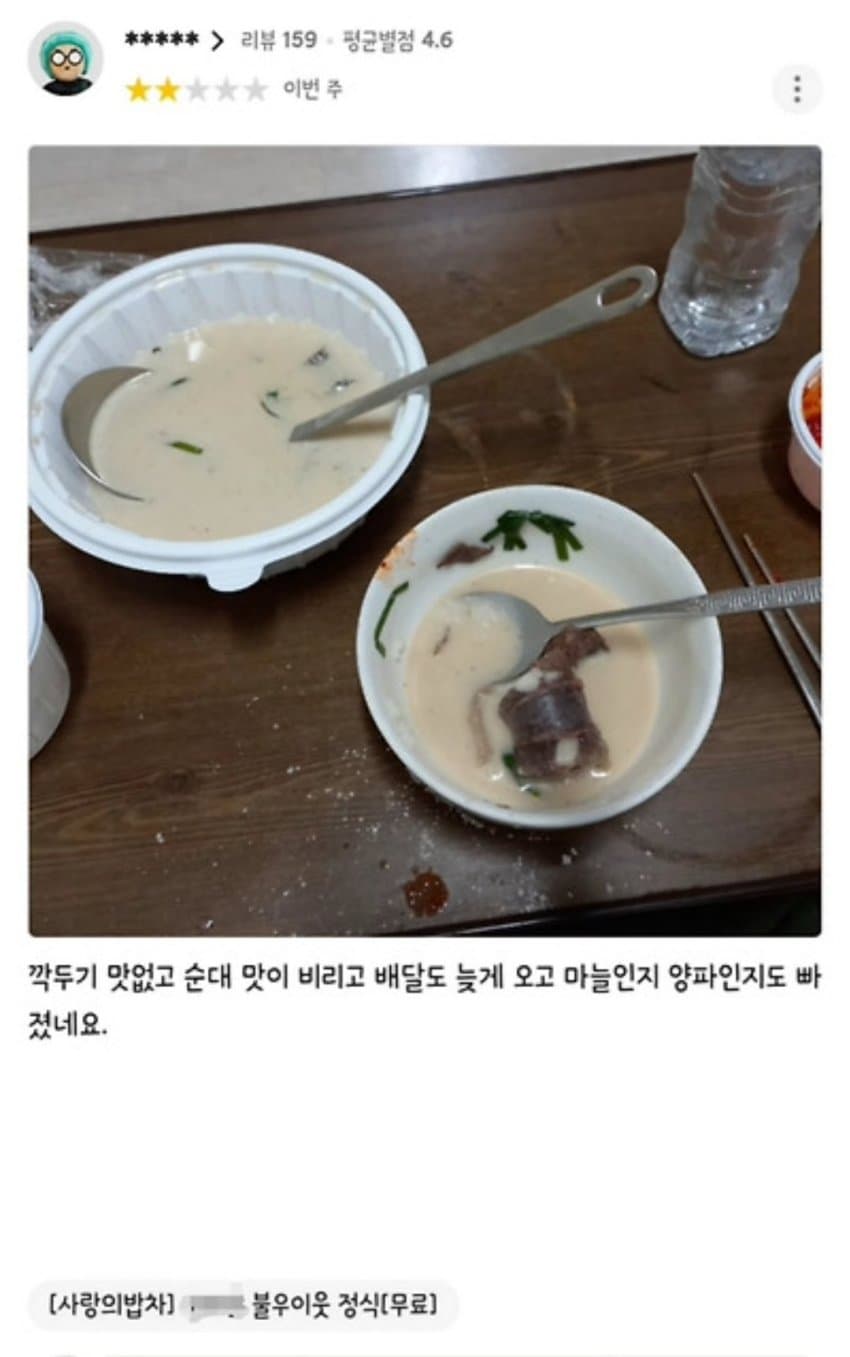 ***** > 리뷰 159 · 평균별점 4.6
이번 주
깍두기 맛없고 순대 맛이 비리고 배달도 늦게 오고 마늘인지 양파인지도 빠
졌네요.
[사랑의밥차] 불우이웃 정식[무료]